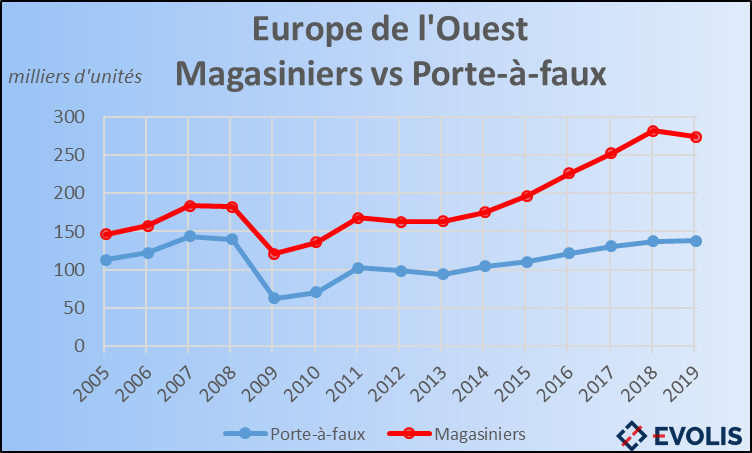 Europe de l'Ouest
Magasiniers vs Porte-à-faux
milliers d'unités
300
250
200
150
100
50
0
2005 2006 2007 2008 2009 2010 2011 2012 2013 2014 2015 2016 2017 2018 2019
Porte-à-faux Magasiniers
EVOLIS